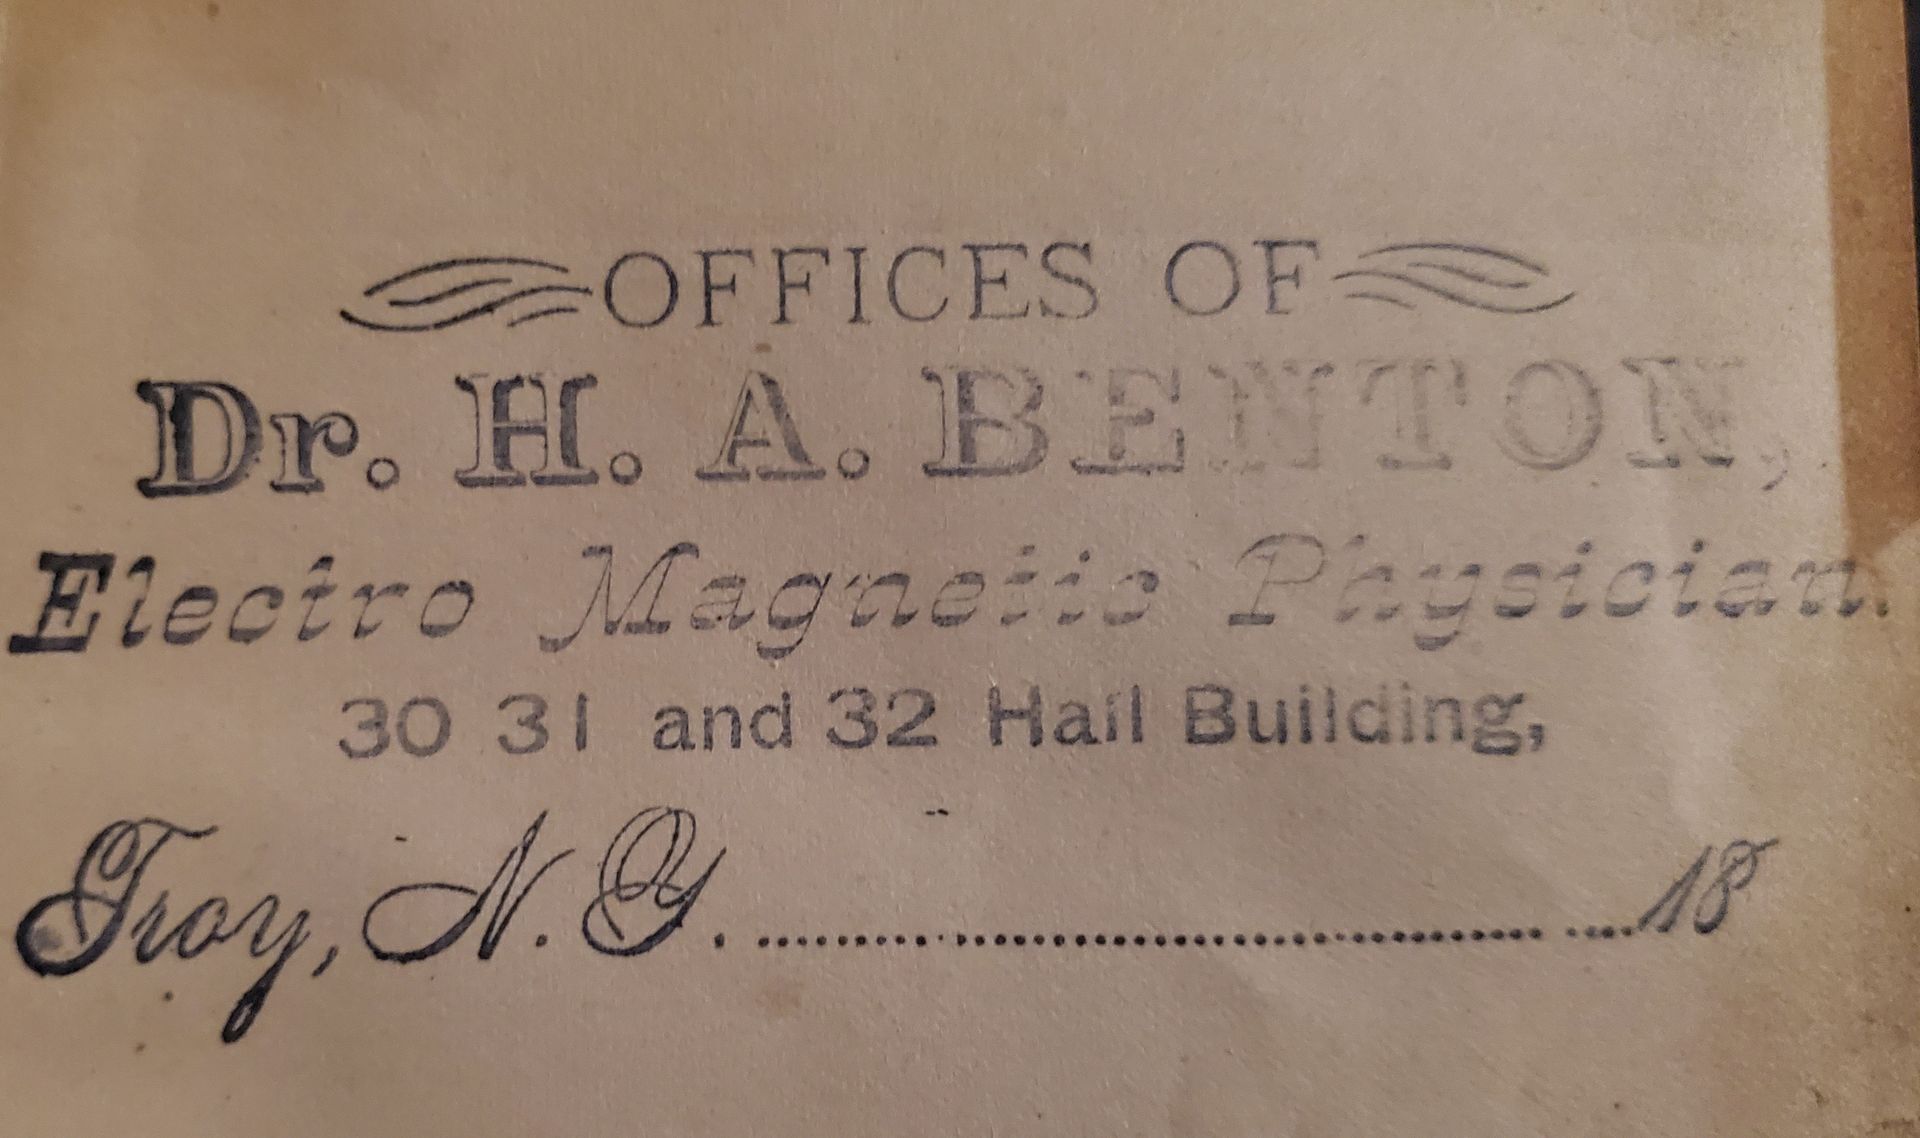 OFFICES OF
Dr. H. A. BENTON,
Electro Magnetic Physician.
30 31 and 32 Hall Building,
Troy, N. Y. ........................................ 18